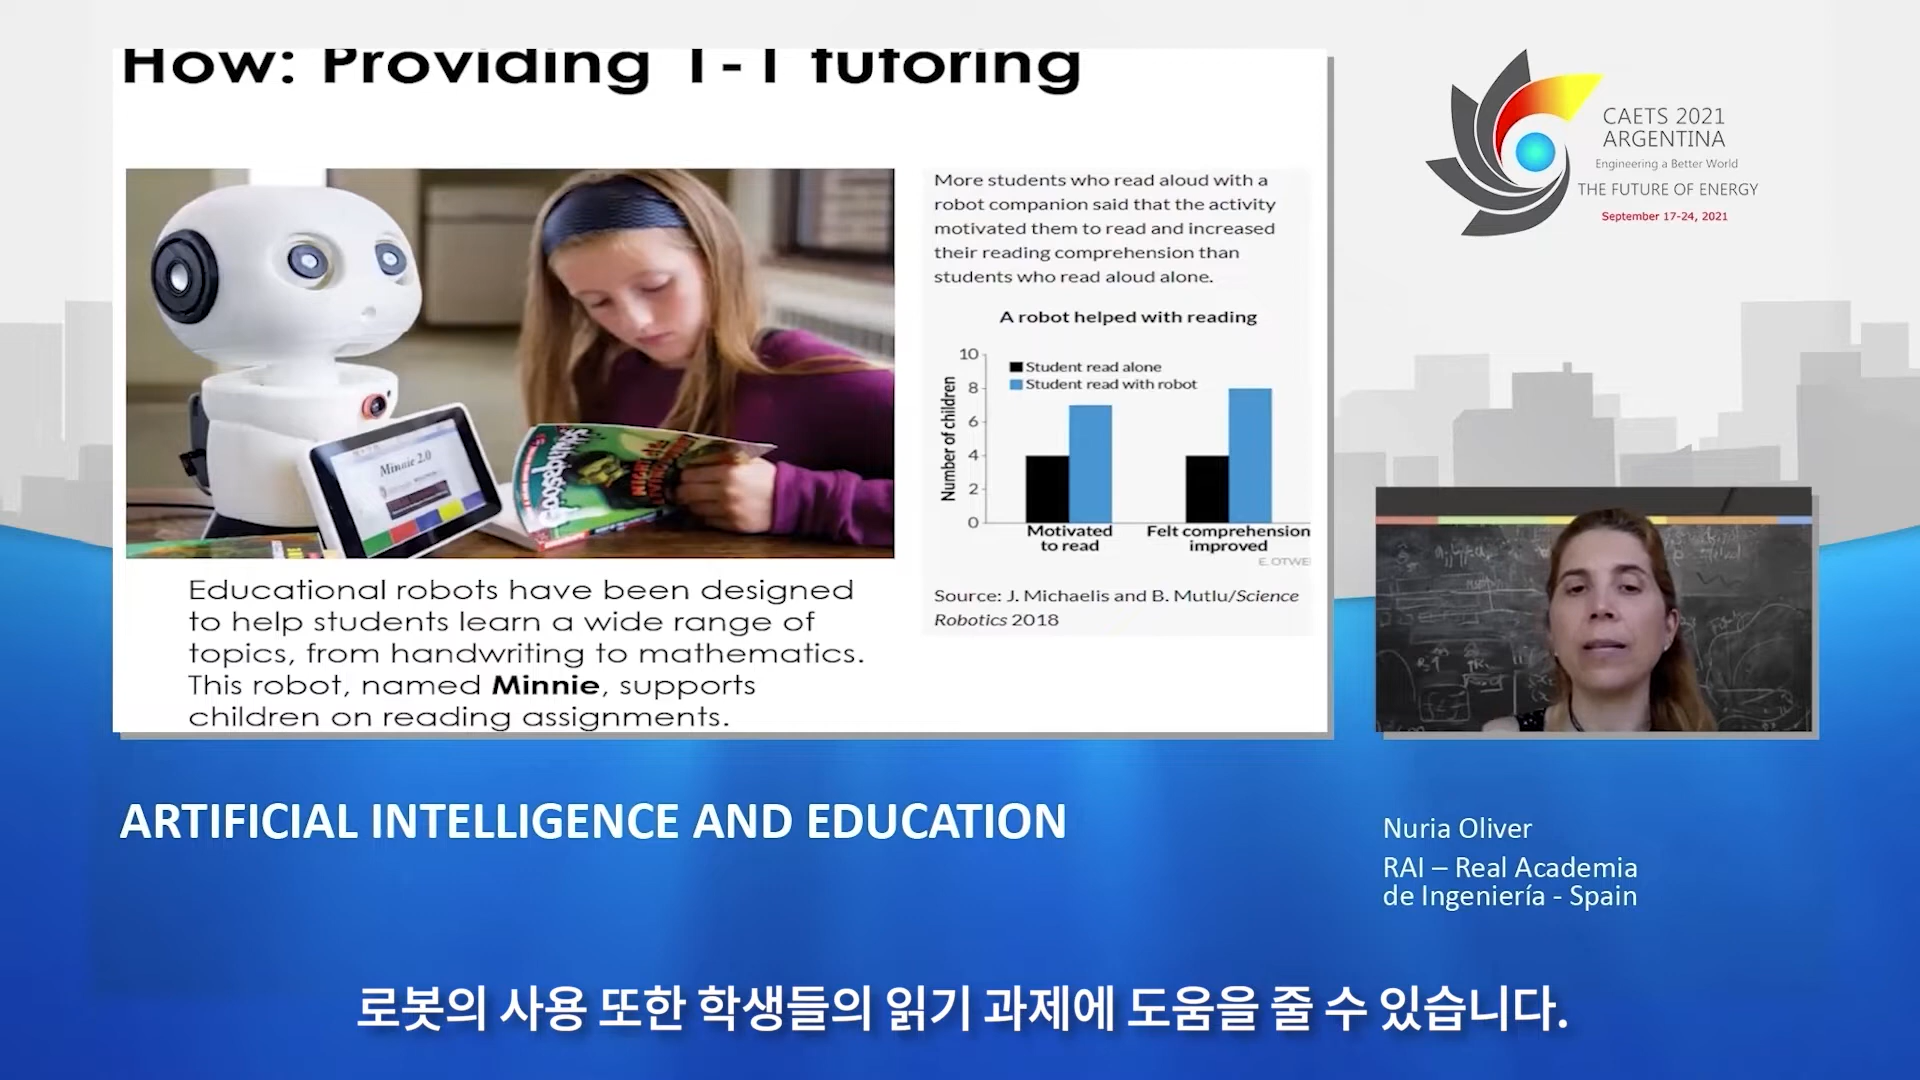 How: Providing 1-1 tutoring
Minnie 2.0
Goosebumps
Educational robots have been designed
to help students learn a wide range of
topics, from handwriting to mathematics.
This robot, named Minnie, supports
children on reading assignments.
More students who read aloud with a
robot companion said that the activity
motivated them to read and increased
their reading comprehension than
students who read aloud alone.
A robot helped with reading
Student read alone
Student read with robot
Number of children
10
8
6
4
2
0
Motivated
to read
Felt comprehension
improved
E. OTWE
Source: J. Michaelis and B. Mutlu/Science
Robotics 2018
CAETS 2021
ARGENTINA
Engineering a Better World
THE FUTURE OF ENERGY
September 17-24, 2021
ARTIFICIAL INTELLIGENCE AND EDUCATION
Nuria Oliver
RAI – Real Academia
de Ingeniería - Spain
로봇의 사용 또한 학생들의 읽기 과제에 도움을 줄 수 있습니다.